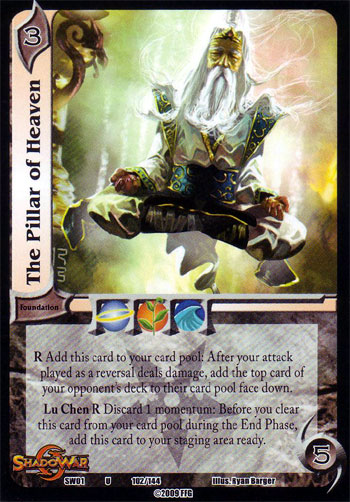 3
The Pillar of Heaven
foundation
R Add this card to your card pool: After your attack
played as a reversal deals damage, add the top card of
your opponent's deck to their card pool face down.
Lu Chen R Discard 1 momentum: Before you clear
this card from your card pool during the End Phase,
add this card to your staging area ready.
5
SHADOWAR
SW01 U 102/144 Illus. Ryan Barger
©2009 FFG